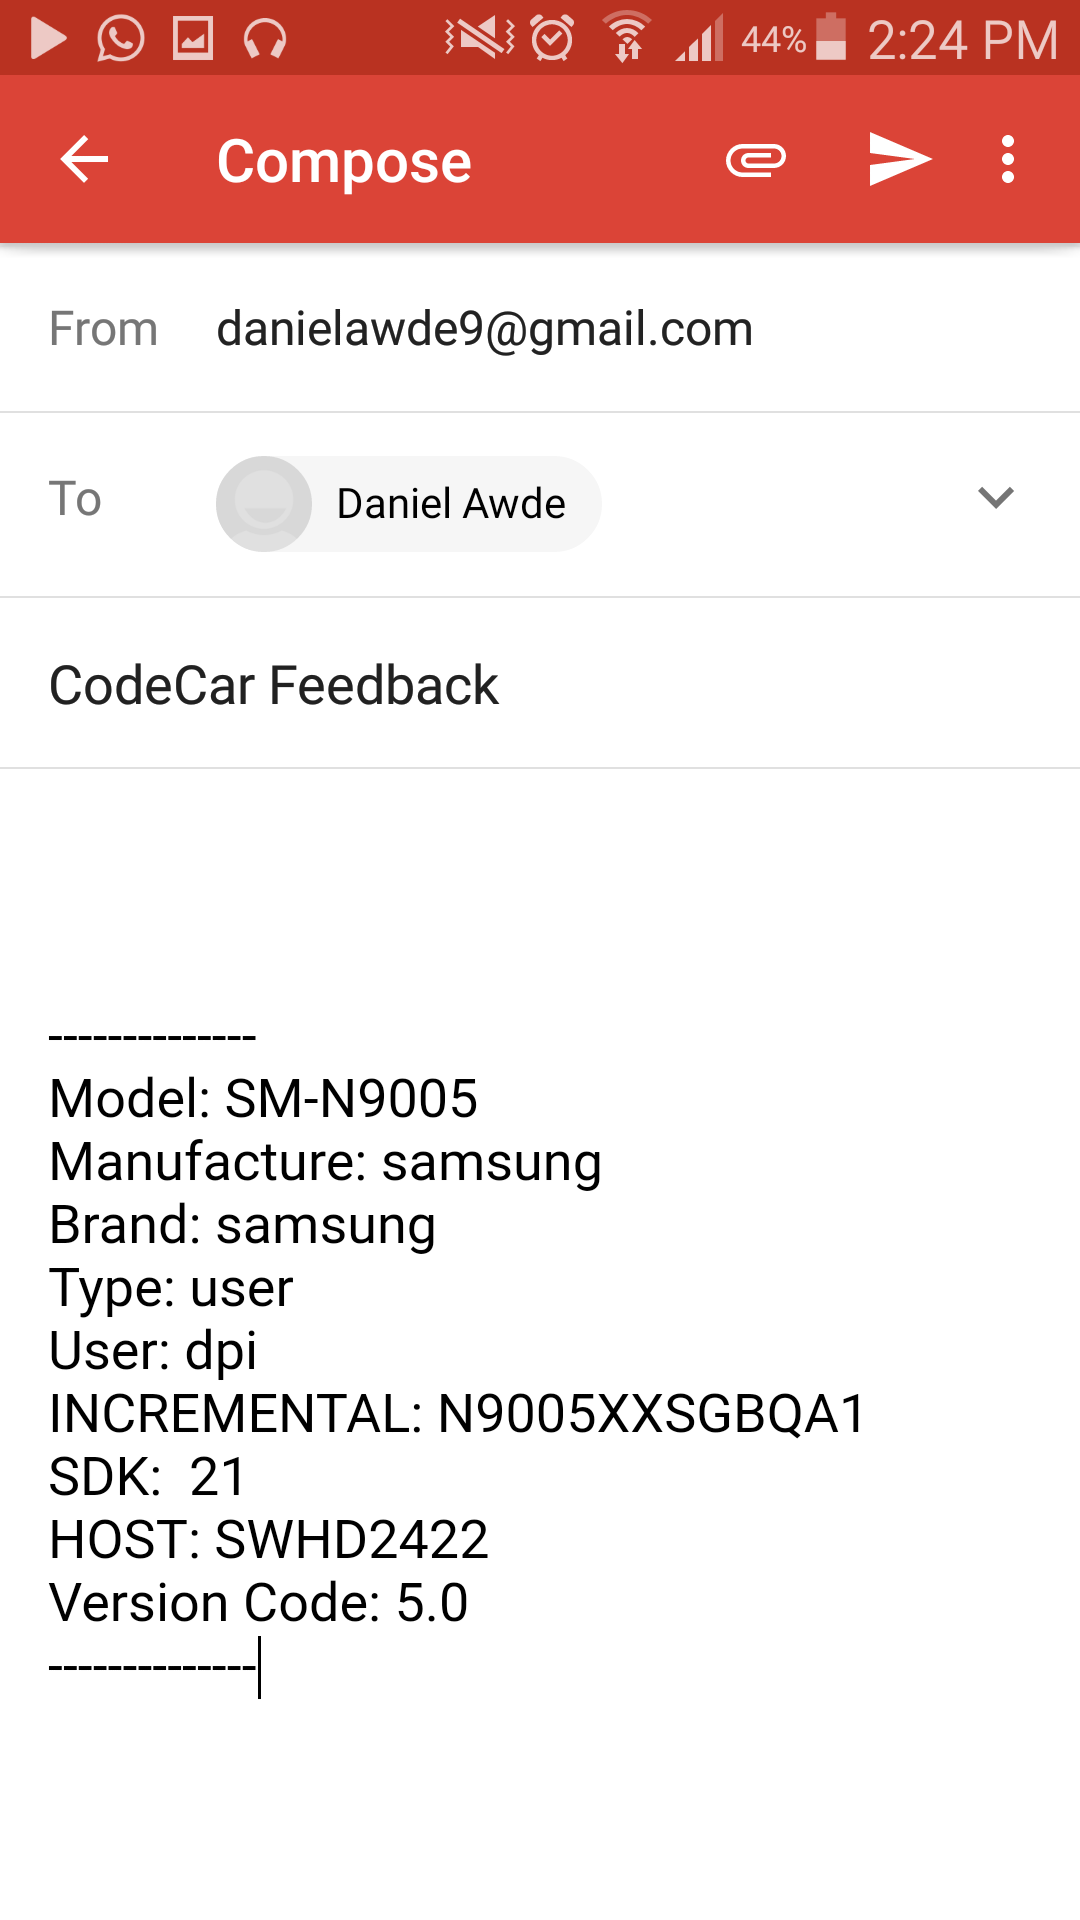 44% 2:24 PM
Compose
From danielawde9@gmail.com
To Daniel Awde
CodeCar Feedback
--------------
Model: SM-N9005
Manufacture: samsung
Brand: samsung
Type: user
User: dpi
INCREMENTAL: N9005XXSGBQA1
SDK:  21
HOST: SWHD2422
Version Code: 5.0
--------------